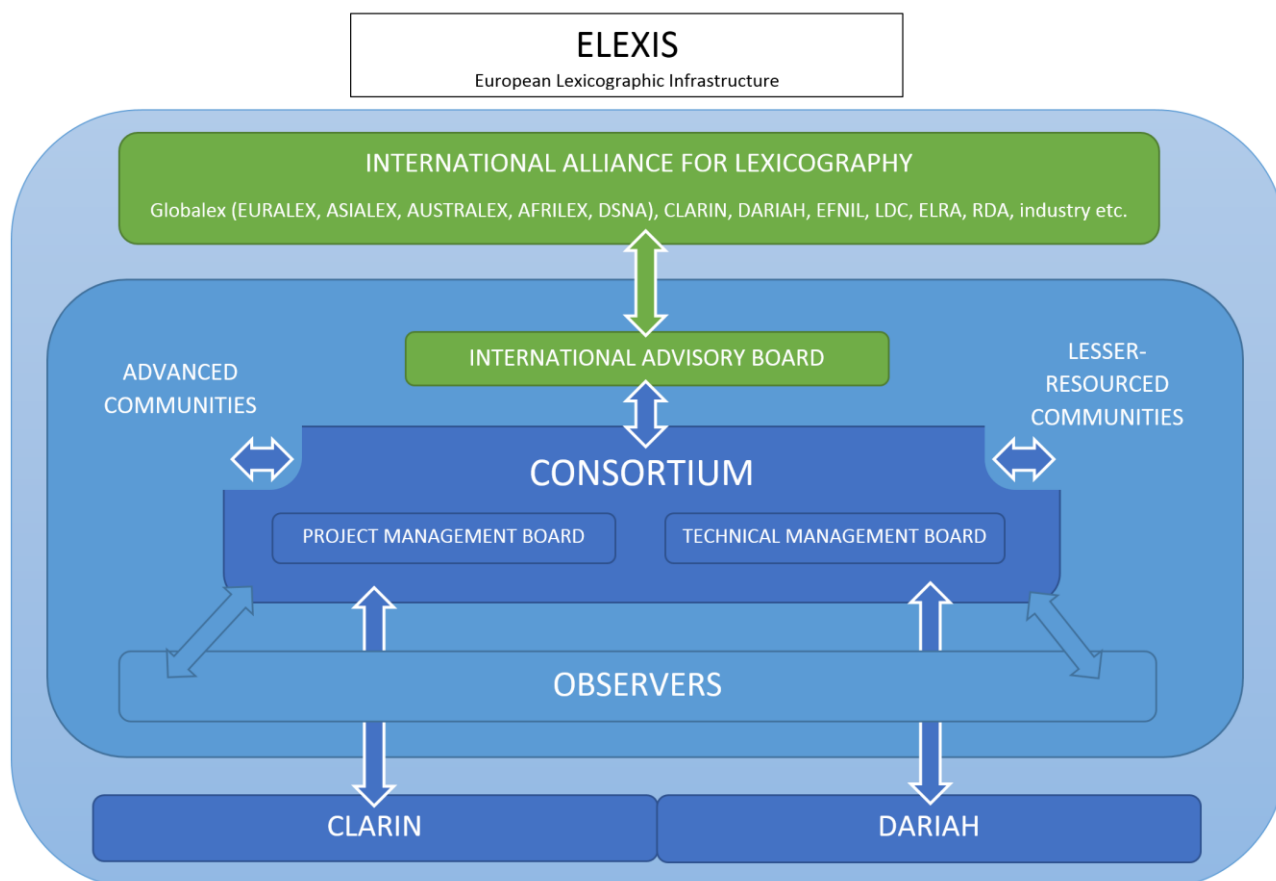 ELEXIS
European Lexicographic Infrastructure
INTERNATIONAL ALLIANCE FOR LEXICOGRAPHY
Globalex (EURALEX, ASIALEX, AUSTRALEX, AFRILEX, DSNA), CLARIN, DARIAH, EFNIL, LDC, ELRA, RDA, industry etc.
INTERNATIONAL ADVISORY BOARD
ADVANCED
COMMUNITIES
LESSER-
RESOURCED
COMMUNITIES
CONSORTIUM
PROJECT MANAGEMENT BOARD
TECHNICAL MANAGEMENT BOARD
OBSERVERS
CLARIN
DARIAH